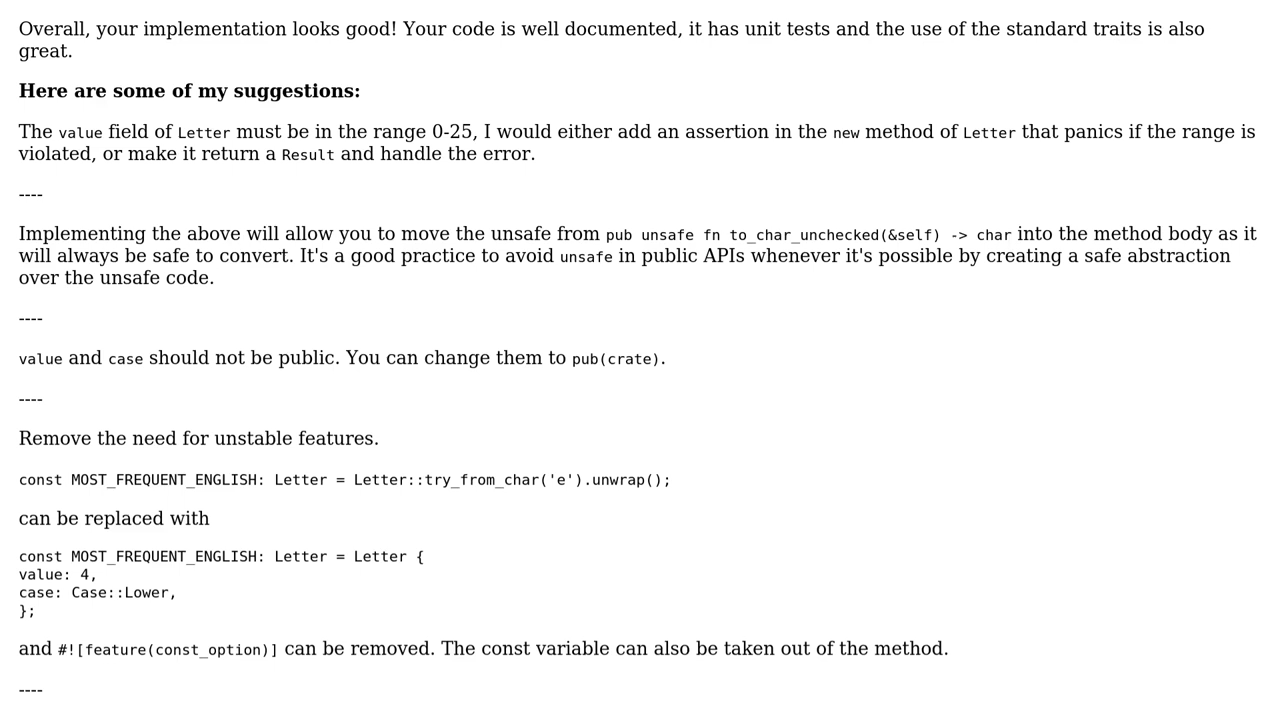 Overall, your implementation looks good! Your code is well documented, it has unit tests and the use of the standard traits is also
great.
Here are some of my suggestions:
The value field of Letter must be in the range 0-25, I would either add an assertion in the new method of Letter that panics if the range is
violated, or make it return a Result and handle the error.
----
Implementing the above will allow you to move the unsafe from pub unsafe fn to_char_unchecked(&self) -> char into the method body as it
will always be safe to convert. It's a good practice to avoid unsafe in public APIs whenever it's possible by creating a safe abstraction
over the unsafe code.
----
value and case should not be public. You can change them to pub(crate).
----
Remove the need for unstable features.
const MOST_FREQUENT_ENGLISH: Letter = Letter::try_from_char('e').unwrap();
can be replaced with
const MOST_FREQUENT_ENGLISH: Letter = Letter {
value: 4,
case: Case::Lower,
};
and #![feature(const_option)] can be removed. The const variable can also be taken out of the method.
----